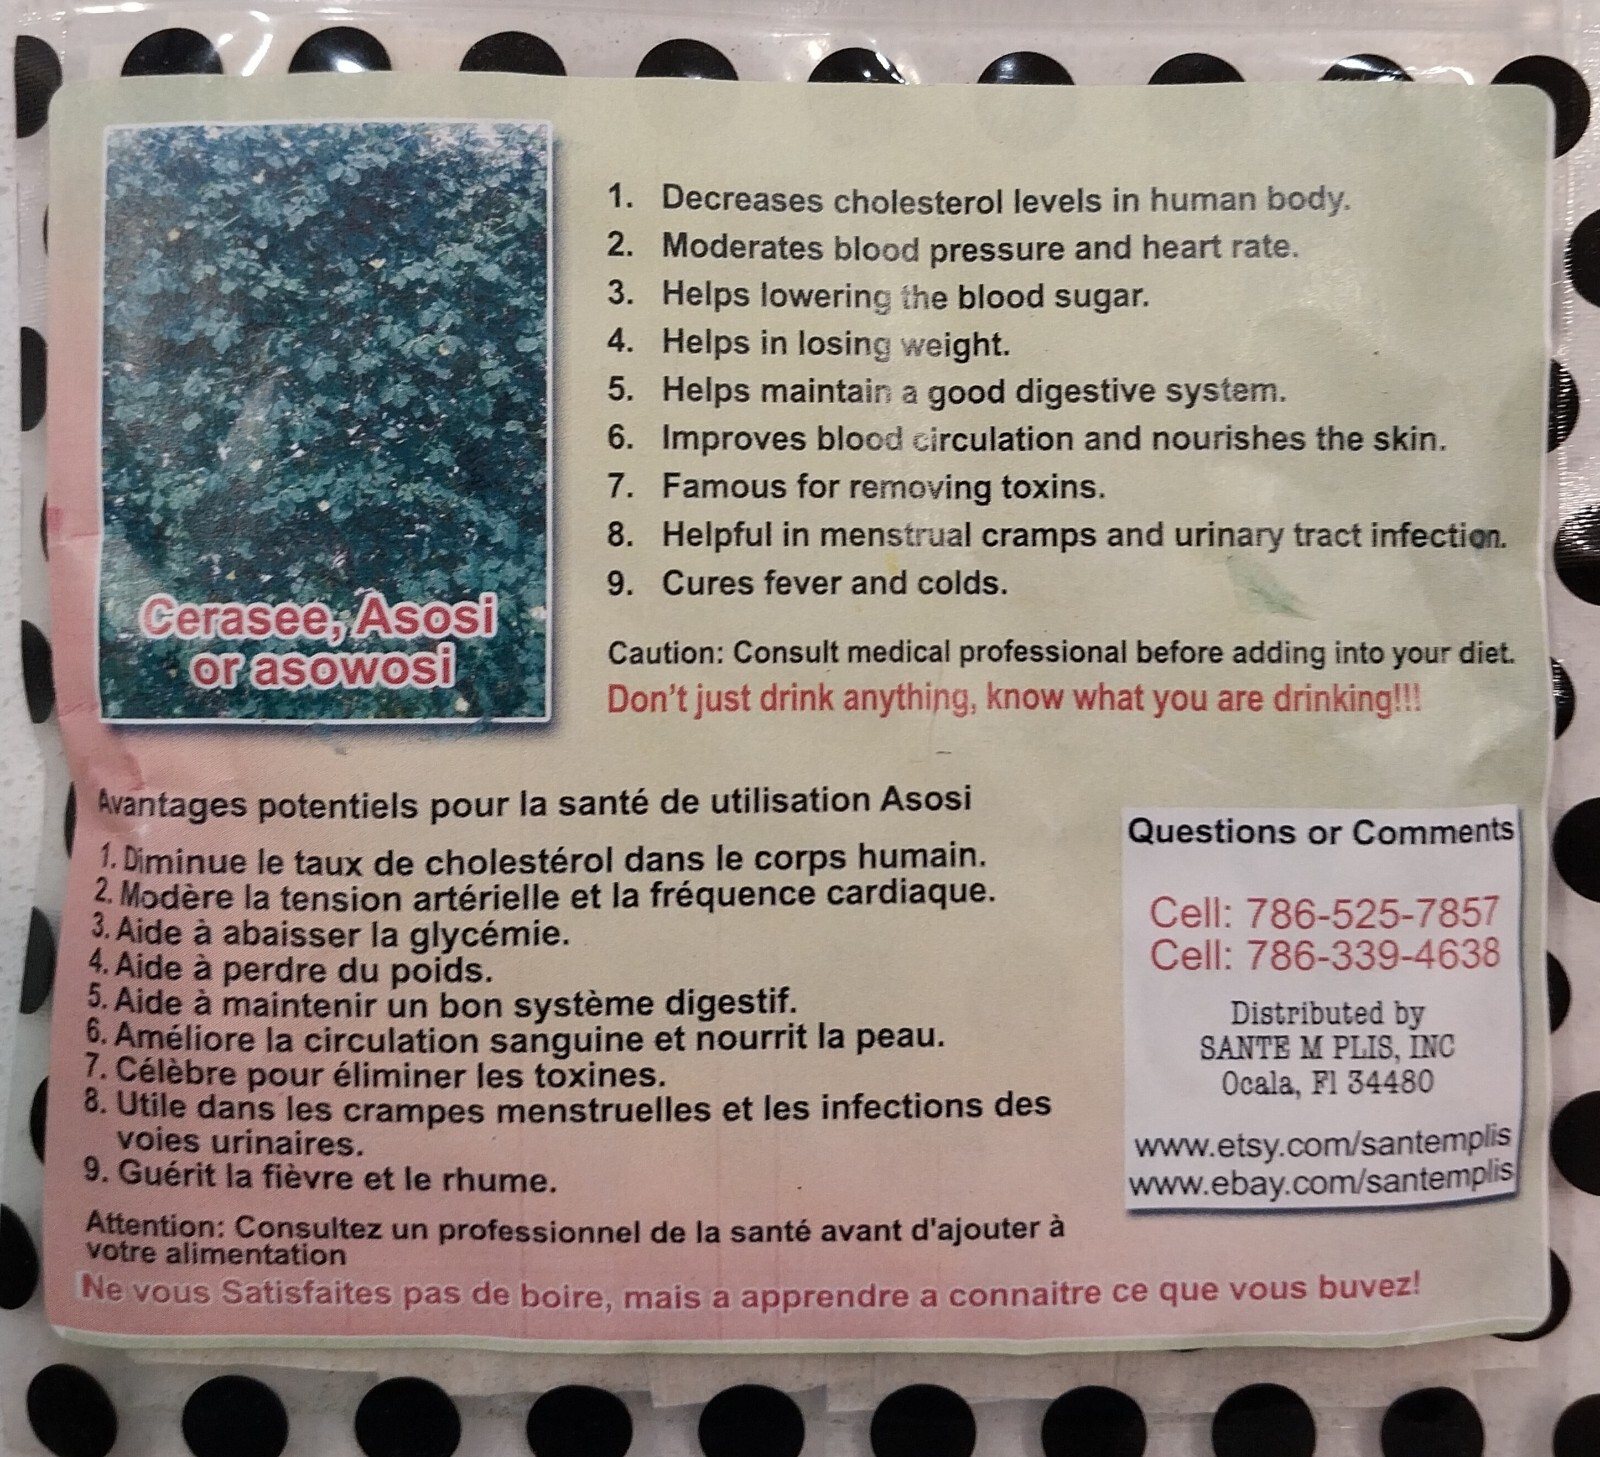 Cerasee, Asosi
or asowosi
1. Decreases cholesterol levels in human body.
2. Moderates blood pressure and heart rate.
3. Helps lowering the blood sugar.
4. Helps in losing weight.
5. Helps maintain a good digestive system.
6. Improves blood circulation and nourishes the skin.
7. Famous for removing toxins.
8. Helpful in menstrual cramps and urinary tract infection.
9. Cures fever and colds.
Caution: Consult medical professional before adding into your diet.
Don't just drink anything, know what you are drinking!!!
Avantages potentiels pour la santé de utilisation Asosi
1. Diminue le taux de cholestérol dans le corps humain.
2. Modère la tension artérielle et la fréquence cardiaque.
3. Aide à abaisser la glycémie.
4. Aide à perdre du poids.
5. Aide à maintenir un bon système digestif.
6. Améliore la circulation sanguine et nourrit la peau.
7. Célèbre pour éliminer les toxines.
8. Utile dans les crampes menstruelles et les infections des
voies urinaires.
9. Guérit la fièvre et le rhume.
Attention: Consultez un professionnel de la santé avant d'ajouter à
votre alimentation
Ne vous Satisfaites pas de boire, mais a apprendre a connaitre ce que vous buvez!
Questions or Comments
Cell: 786-525-7857
Cell: 786-339-4638
Distributed by
SANTE M PLIS, INC
Ocala, Fl 34480
www.etsy.com/santemplis
www.ebay.com/santemplis